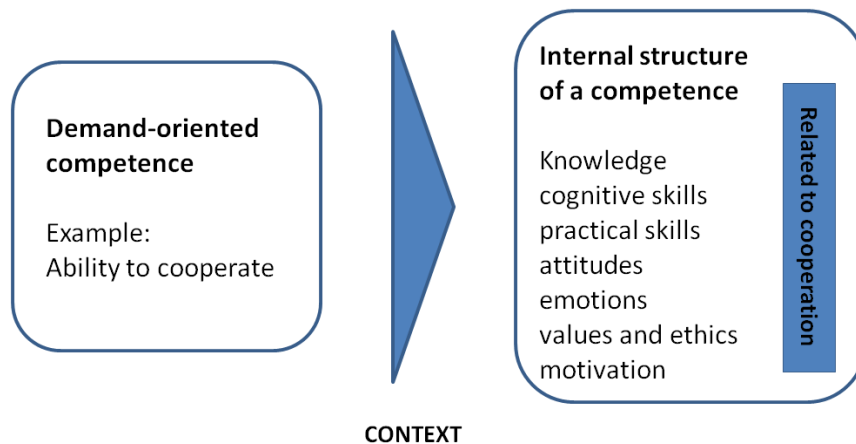 Demand-oriented
competence
Example:
Ability to cooperate
CONTEXT
Internal structure
of a competence
Knowledge
cognitive skills
practical skills
attitudes
emotions
values and ethics
motivation
Related to cooperation